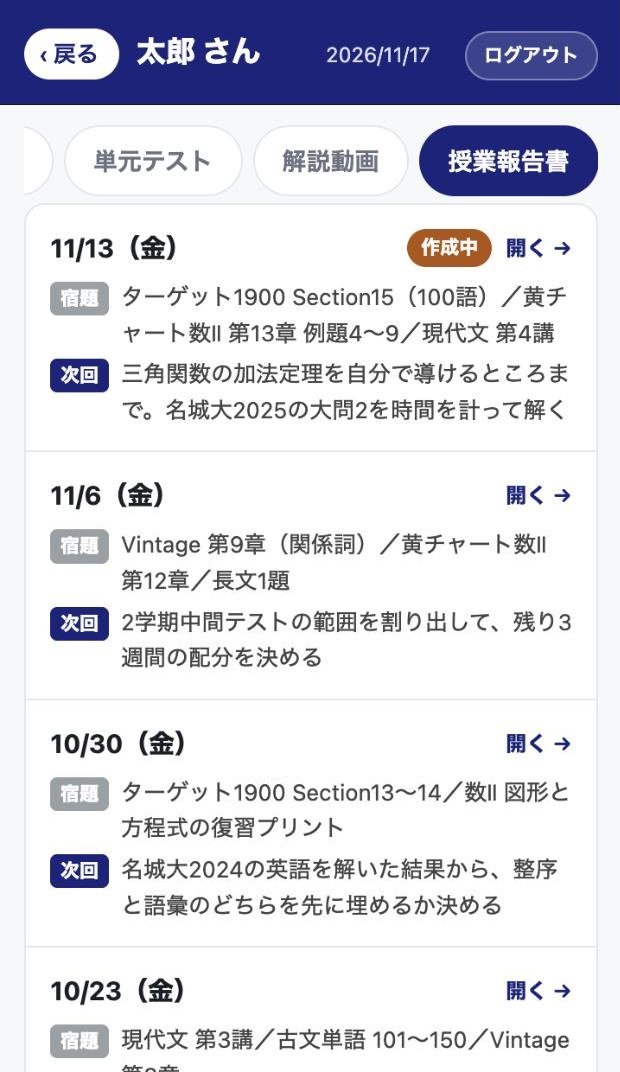 ‹ 戻る 太郎 さん 2026/11/17 ログアウト
単元テスト 解説動画 授業報告書
11/13（金） 作成中 開く →
宿題 ターゲット1900 Section15（100語）／黄チ
ャート数II 第13章 例題4〜9／現代文 第4講
次回 三角関数の加法定理を自分で導けるところま
で。名城大2025の大問2を時間を計って解く
11/6（金） 開く →
宿題 Vintage 第9章（関係詞）／黄チャート数II
第12章／長文1題
次回 2学期中間テストの範囲を割り出して、残り3
週間の配分を決める
10/30（金） 開く →
宿題 ターゲット1900 Section13〜14／数II 図形と
方程式の復習プリント
次回 名城大2024の英語を解いた結果から、整序
と語彙のどちらを先に埋めるか決める
10/23（金） 開く →
宿題 現代文 第3講／古文単語 101〜150／Vintage